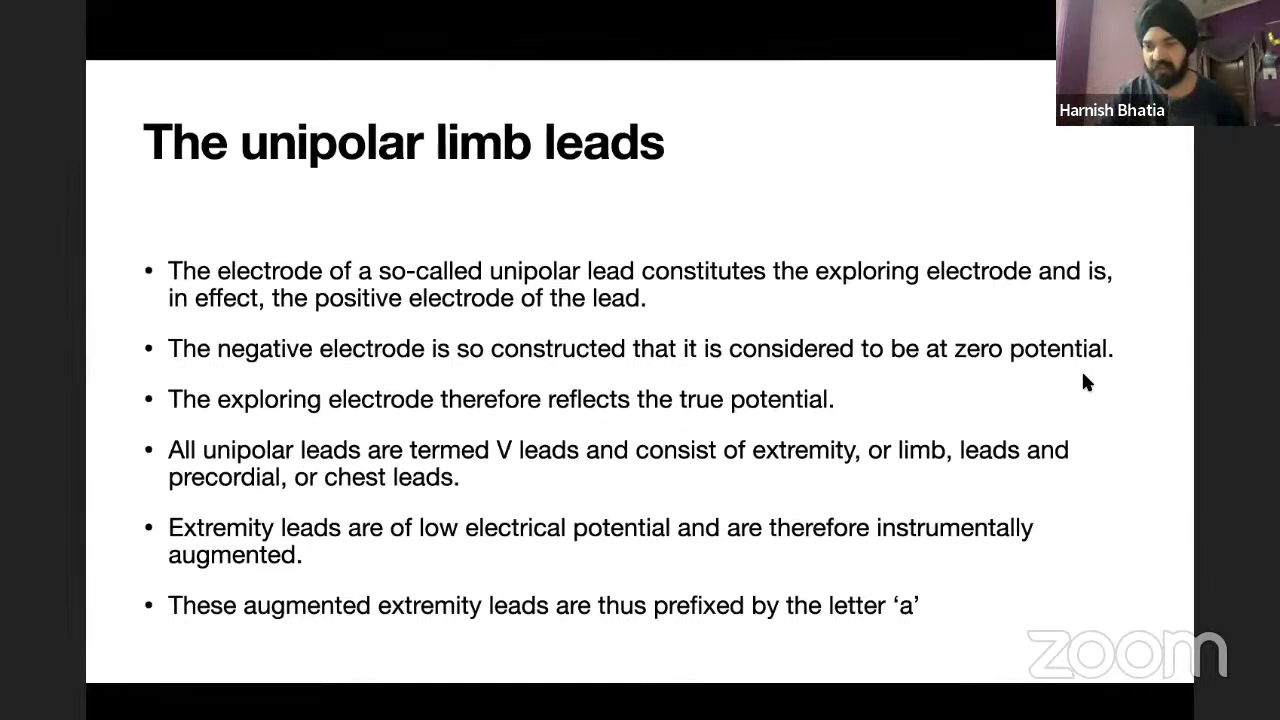 Harnish Bhatia
The unipolar limb leads
• The electrode of a so-called unipolar lead constitutes the exploring electrode and is,
in effect, the positive electrode of the lead.
• The negative electrode is so constructed that it is considered to be at zero potential.
• The exploring electrode therefore reflects the true potential.
• All unipolar leads are termed V leads and consist of extremity, or limb, leads and
precordial, or chest leads.
• Extremity leads are of low electrical potential and are therefore instrumentally
augmented.
• These augmented extremity leads are thus prefixed by the letter ‘a’
zoom